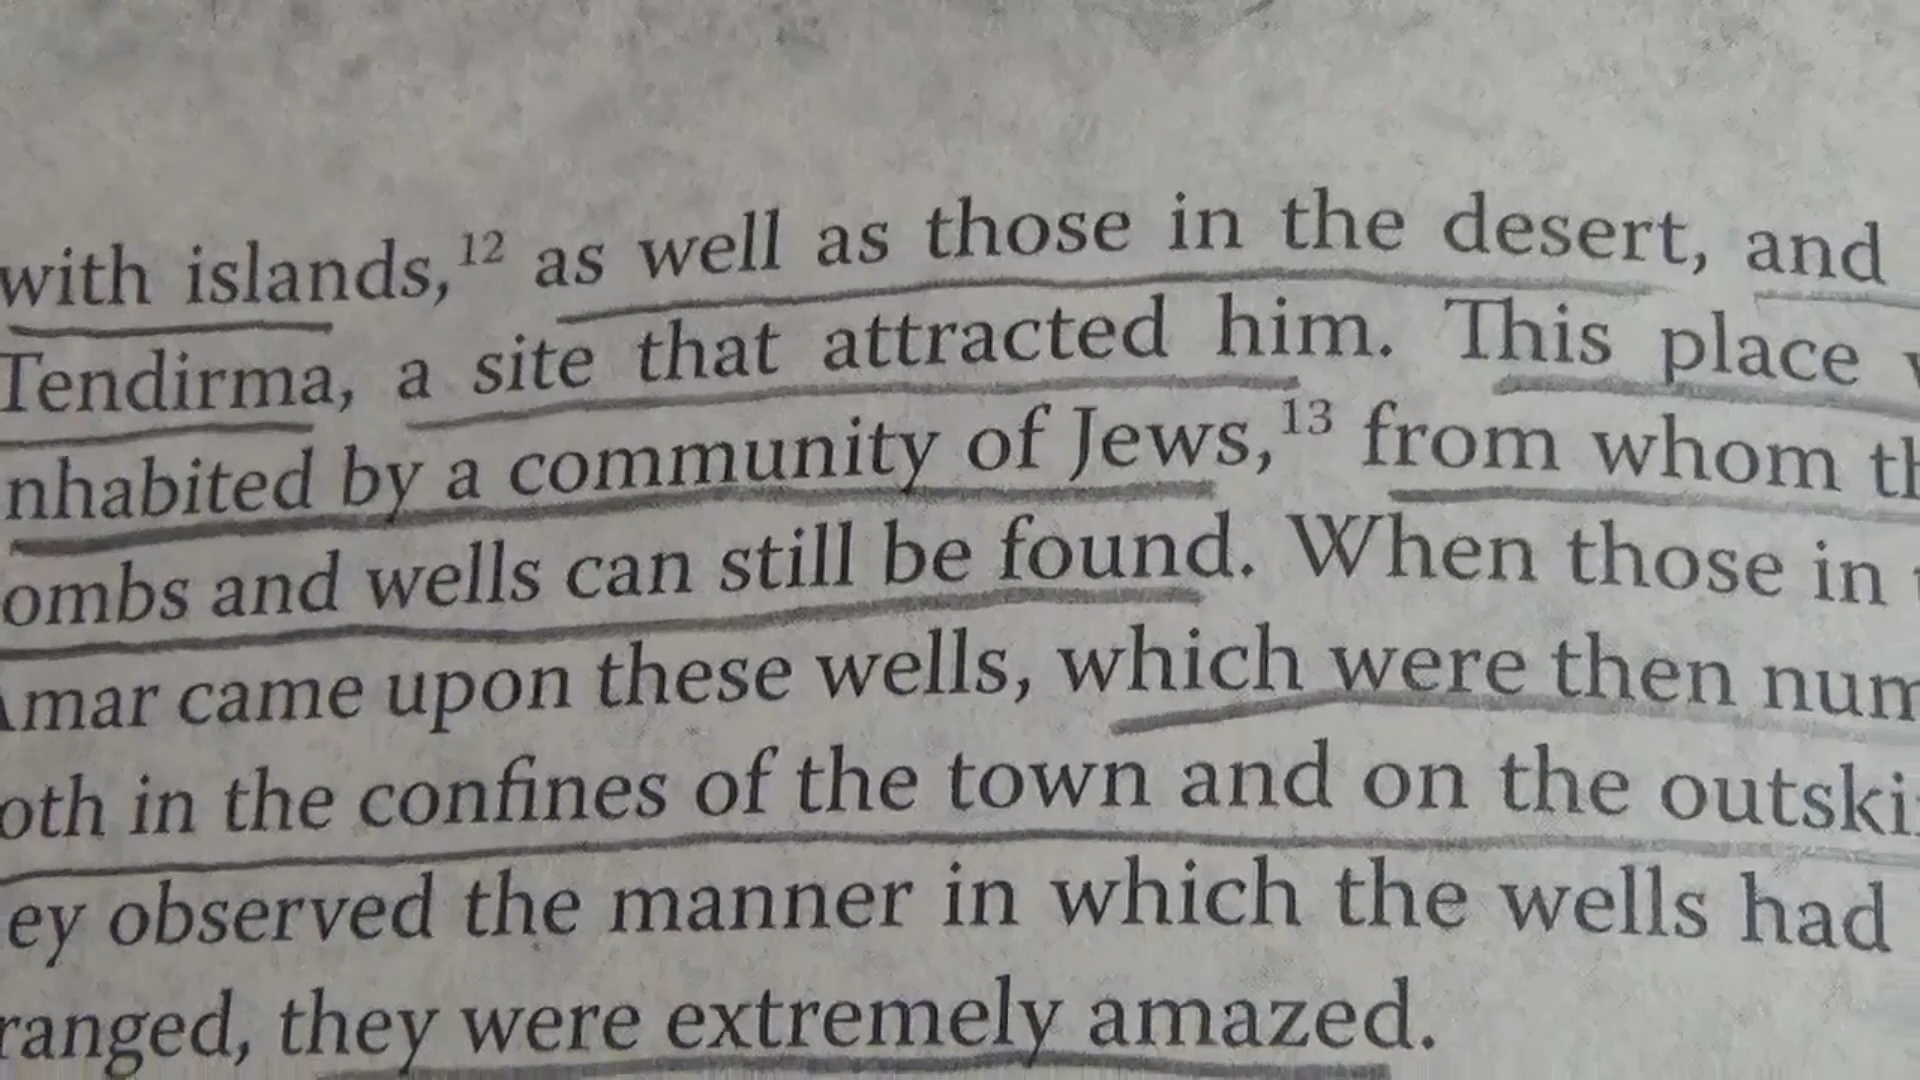 with islands,12 as well as those in the desert, and
Tendirma, a site that attracted him. This place
nhabited by a community of Jews,13 from whom th
ombs and wells can still be found. When those in
mar came upon these wells, which were then num
oth in the confines of the town and on the outski
ey observed the manner in which the wells had
ranged, they were extremely amazed.